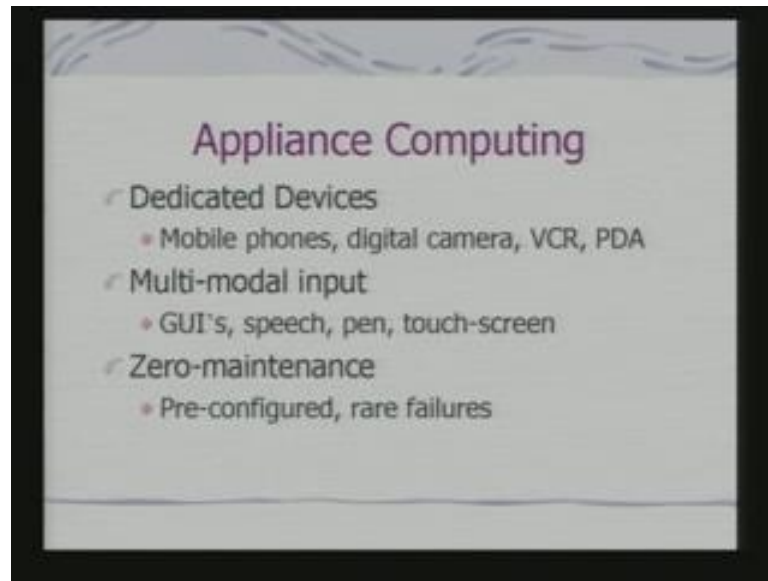 Appliance Computing
Dedicated Devices
Mobile phones, digital camera, VCR, PDA
Multi-modal input
GUI's, speech, pen, touch-screen
Zero-maintenance
Pre-configured, rare failures